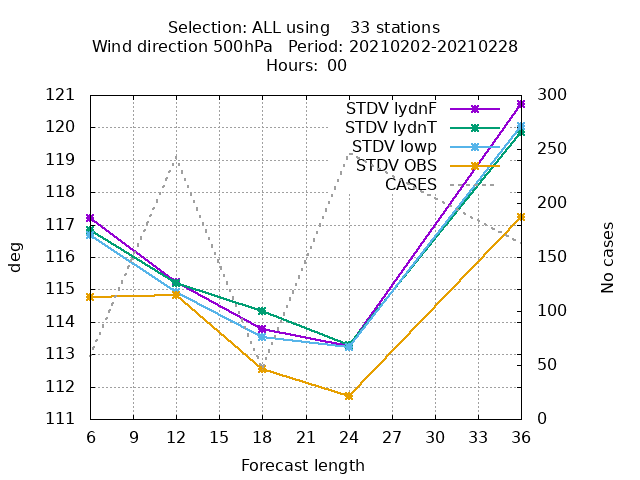 Selection: ALL using    33 stations
Wind direction 500hPa   Period: 20210202-20210228
Hours: 00
121
120
119
118
117
116
115
114
113
112
111
deg
STDV lydnF
STDV lydnT
STDV lowp
STDV OBS
CASES
300
250
200
150
100
50
0
No cases
6 9 12 15 18 21 24 27 30 33 36
Forecast length